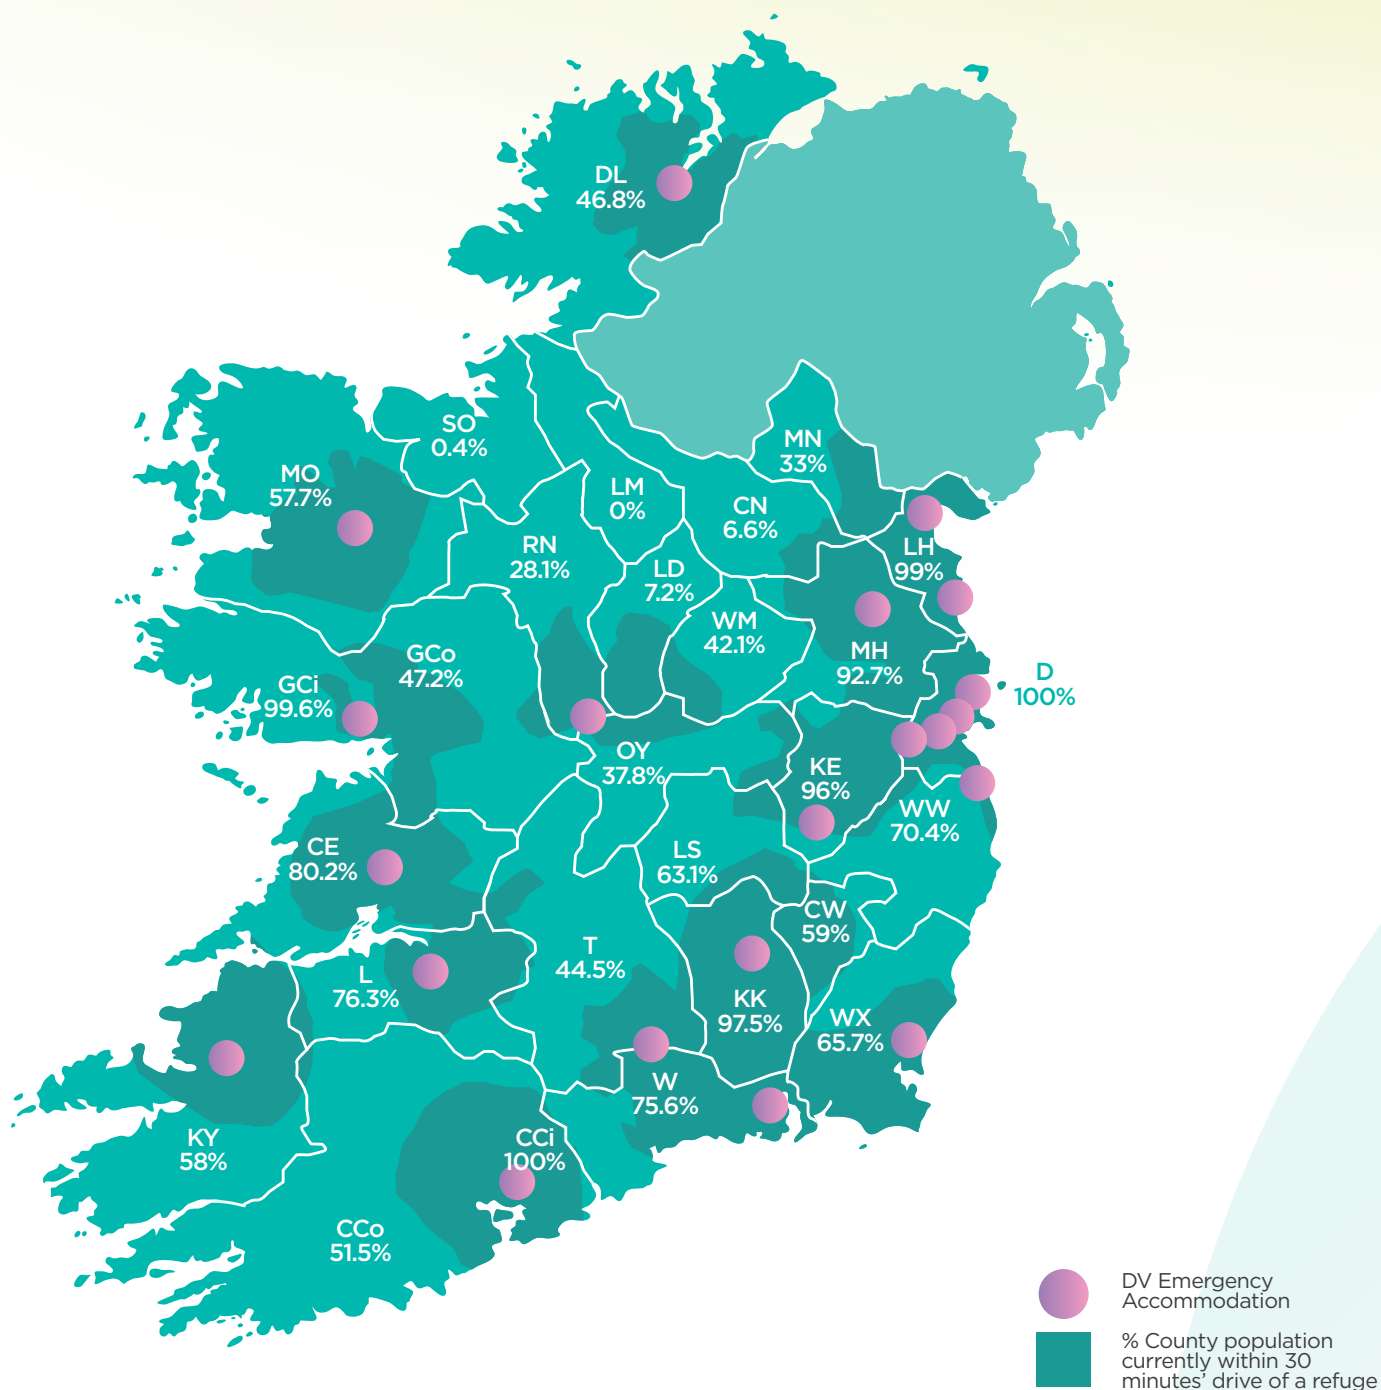 DL
46.8%
SO
0.4%
MN
33%
MO
57.7%
LM
0%
CN
6.6%
RN
28.1%
LH
99%
LD
7.2%
WM
42.1%
GCo
47.2%
MH
92.7%
D
100%
GCi
99.6%
OY
37.8%
KE
96%
WW
70.4%
CE
80.2%
LS
63.1%
CW
59%
T
44.5%
L
76.3%
KK
97.5%
WX
65.7%
W
75.6%
KY
58%
CCi
100%
CCo
51.5%
DV Emergency
Accommodation
% County population
currently within 30
minutes' drive of a refuge